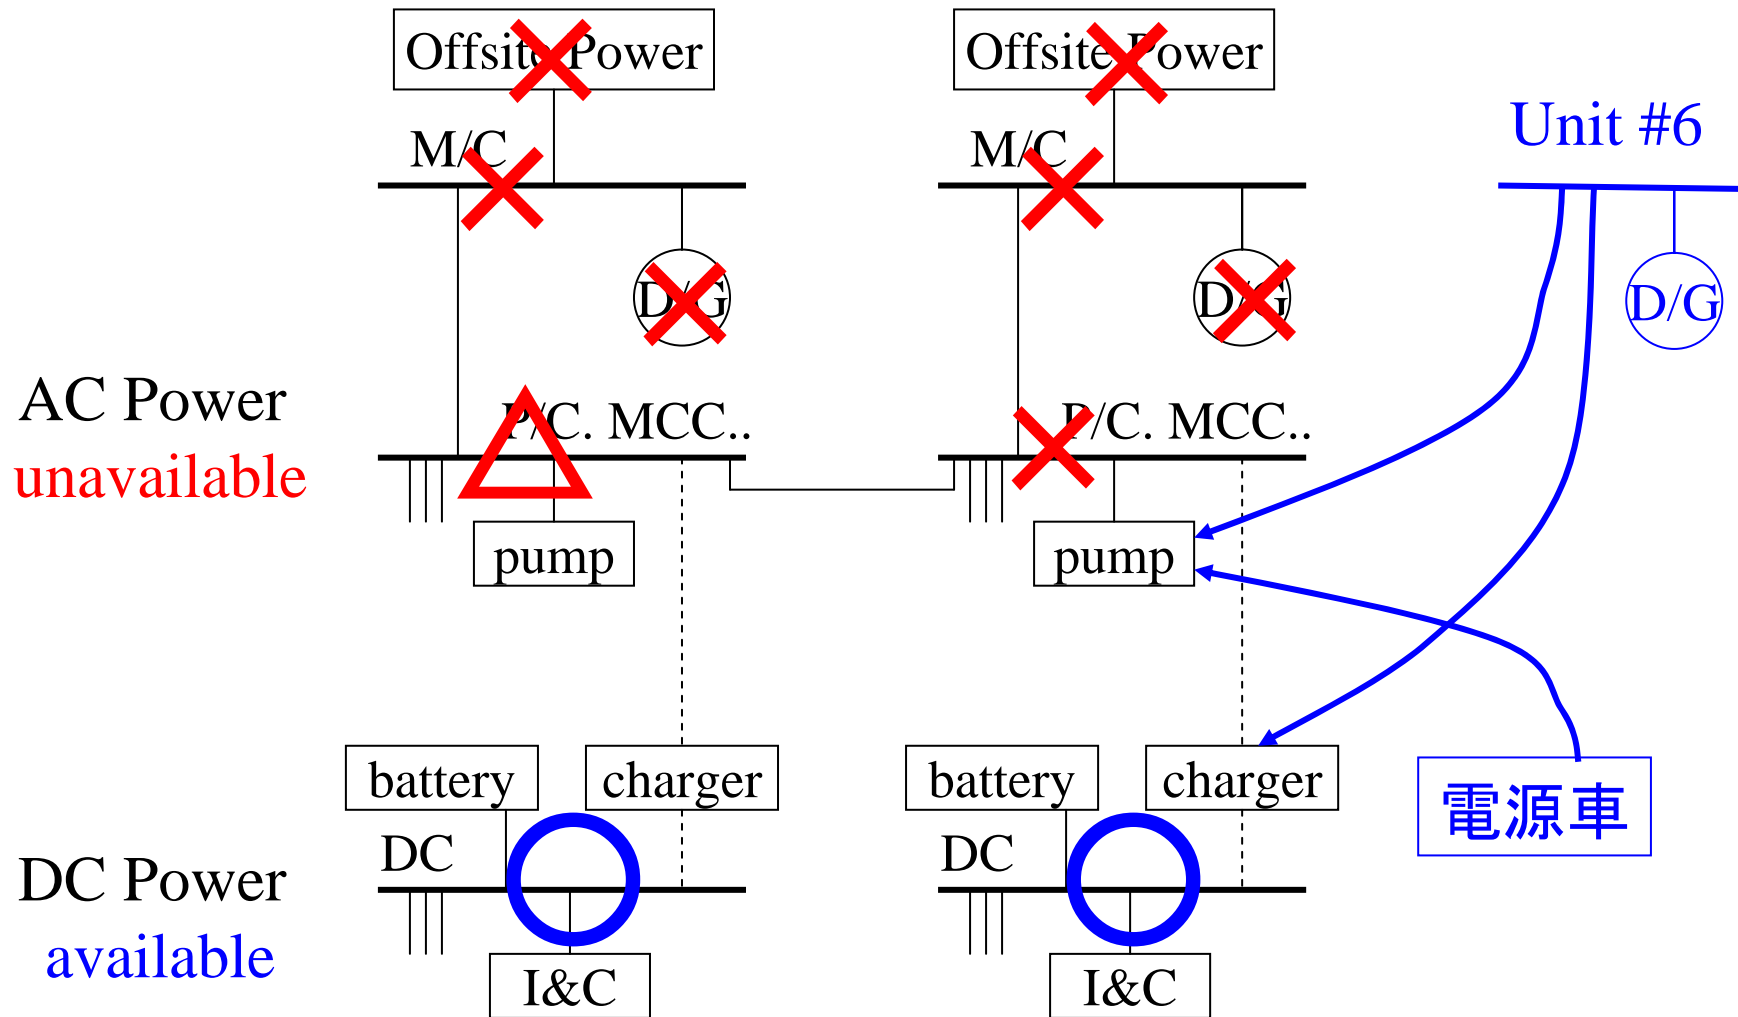 Offsite Power
Offsite Power
Unit #6
M/C
M/C
D/G
D/G
D/G
AC Power
unavailable
P/C. MCC..
P/C. MCC..
pump
pump
battery
charger
battery
charger
電源車
DC
DC
DC Power
available
I&C
I&C